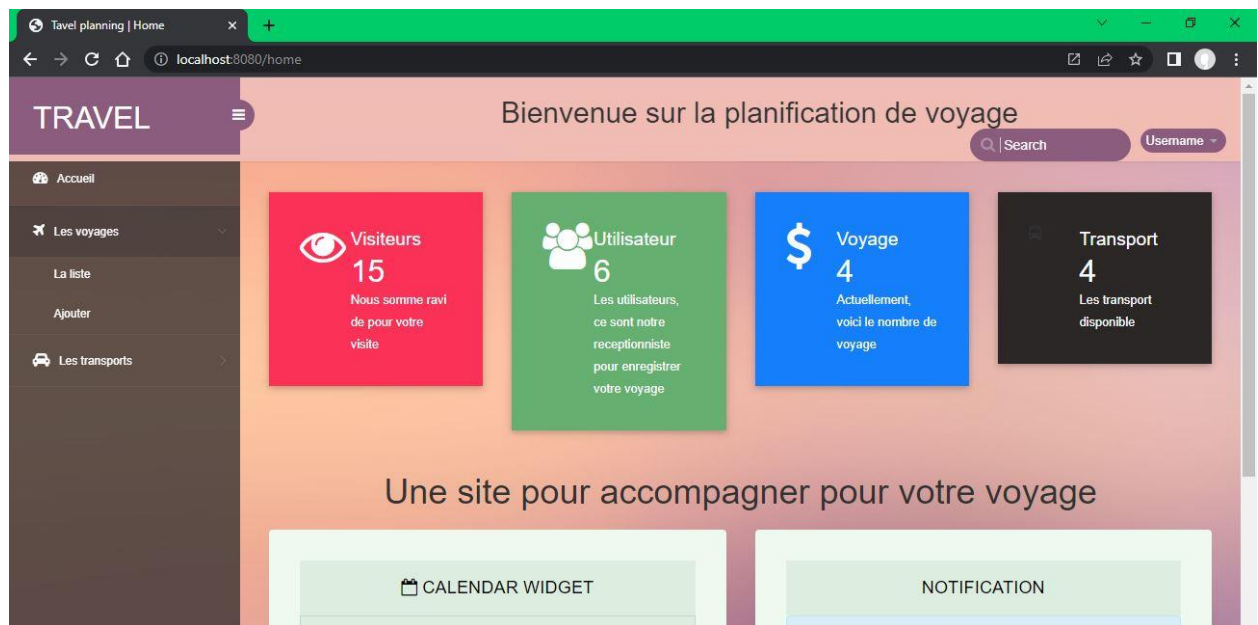 Tavel planning | Home
localhost:8080/home
TRAVEL
Bienvenue sur la planification de voyage
Search
Username
Accueil
Les voyages
La liste
Ajouter
Les transports
Visiteurs
15
Nous somme ravi
de pour votre
visite
Utilisateur
6
Les utilisateurs,
ce sont notre
receptionniste
pour enregistrer
votre voyage
Voyage
4
Actuellement,
voici le nombre de
voyage
Transport
4
Les transport
disponible
Une site pour accompagner pour votre voyage
CALENDAR WIDGET
NOTIFICATION